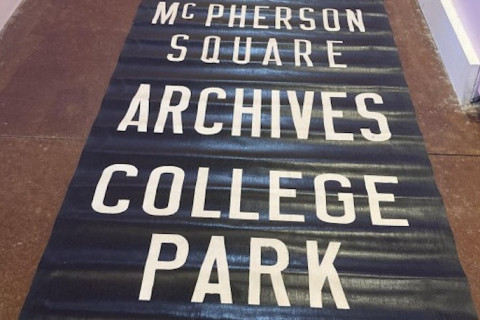 McPHERSON
SQUARE
ARCHIVES
COLLEGE
PARK